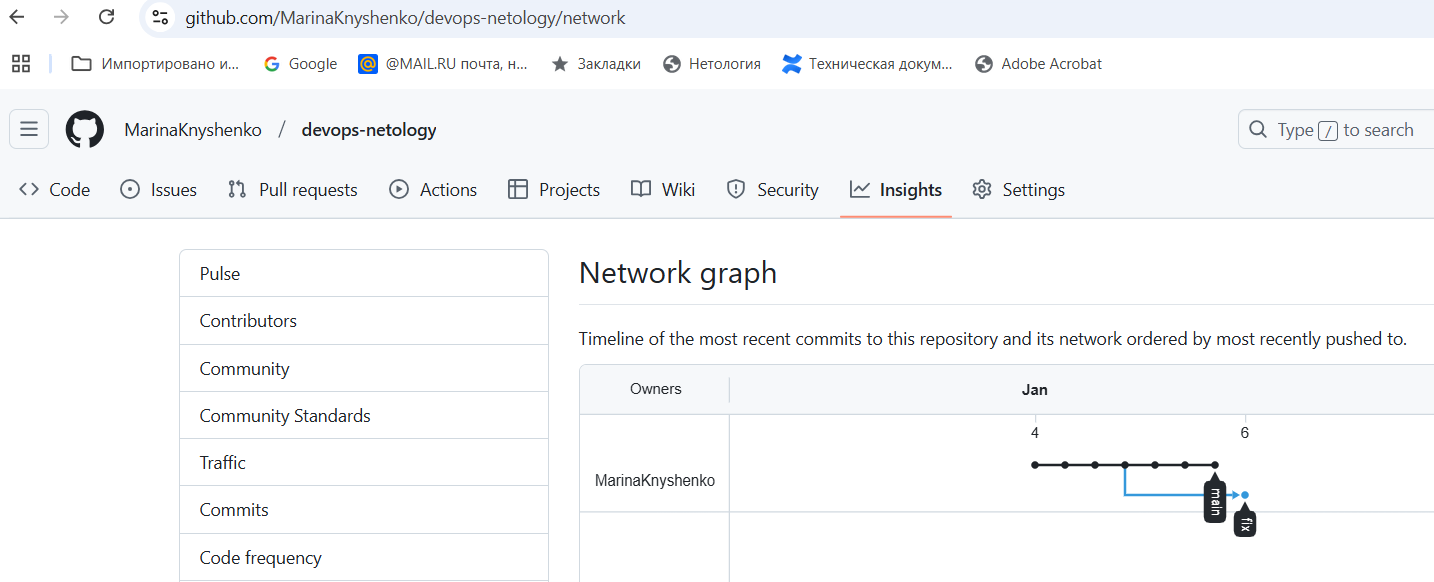 github.com/MarinaKnyshenko/devops-netology/network
Импортировано и... Google @MAIL.RU почта, н... Закладки Нетология Техническая докум... Adobe Acrobat
MarinaKnyshenko / devops-netology Type / to search
Code Issues Pull requests Actions Projects Wiki Security Insights Settings
Pulse
Contributors
Community
Community Standards
Traffic
Commits
Code frequency
Network graph
Timeline of the most recent commits to this repository and its network ordered by most recently pushed to.
Owners Jan
4 6
MarinaKnyshenko
main
fix